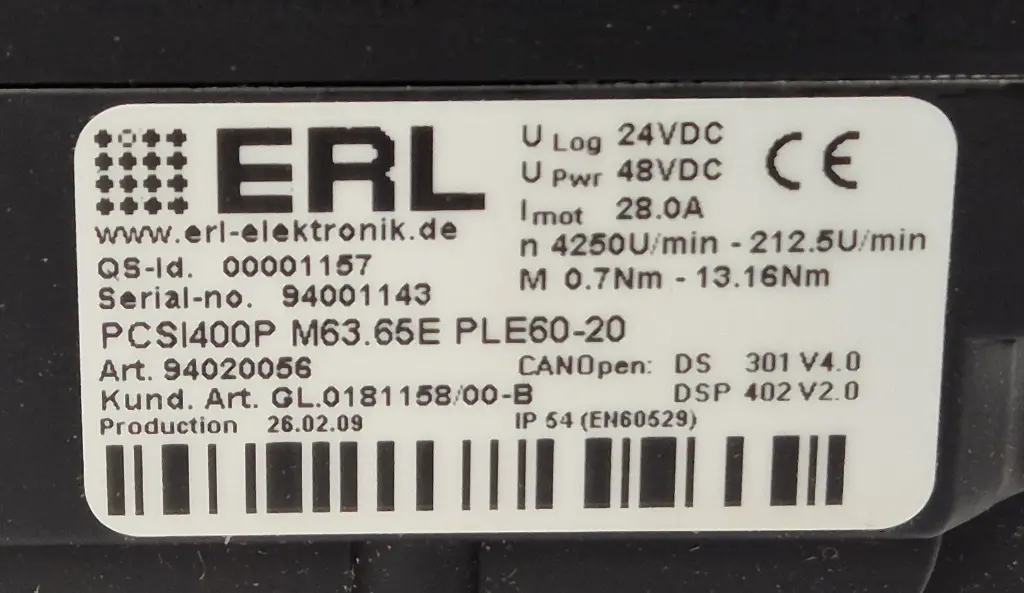 ERL
www.erl-elektronik.de
QS-Id. 00001157
Serial-no. 94001143
U Log 24VDC
U Pwr 48VDC
CE
Imot 28.0A
n 4250U/min - 212.5U/min
M 0.7Nm - 13.16Nm
PCSI400P M63.65E PLE60-20
Art. 94020056
CANOpen: DS 301 V4.0
Kund. Art. GL.0181158/00-B
DSP 402 V2.0
Production 26.02.09
IP 54 (EN60529)